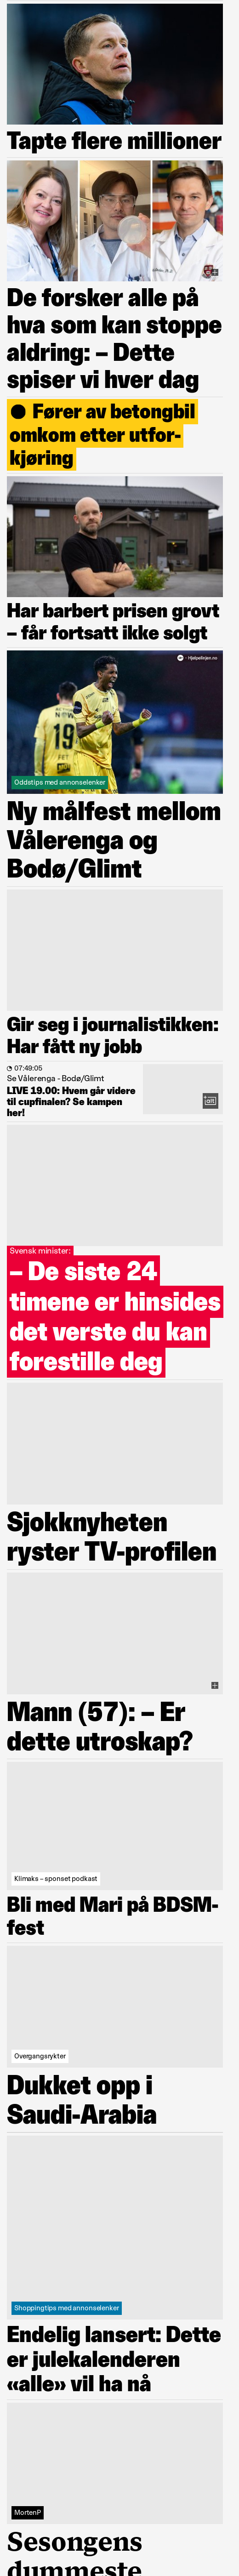 Tapte flere millioner
De forsker alle på
hva som kan stoppe
aldring: – Dette
spiser vi hver dag
Fører av betongbil
omkom etter utfor-
kjøring
Har barbert prisen grovt
– får fortsatt ikke solgt
Hjelpelinjen.no
19
Oddstips med annonselenker
Ny målfest mellom
Vålerenga og
Bodø/Glimt
Gir seg i journalistikken:
Har fått ny jobb
07:49:05
Se Vålerenga - Bodø/Glimt
LIVE 19.00: Hvem går videre
til cupfinalen? Se kampen
her!
alt
Svensk minister:
– De siste 24
timene er hinsides
det verste du kan
forestille deg
Sjokknyheten
ryster TV-profilen
Mann (57): – Er
dette utroskap?
Klimaks – sponset podkast
Bli med Mari på BDSM-
fest
Overgangsrykter
Dukket opp i
Saudi-Arabia
Shoppingtips med annonselenker
Endelig lansert: Dette
er julekalenderen
«alle» vil ha nå
MortenP
Sesongens
dummeste